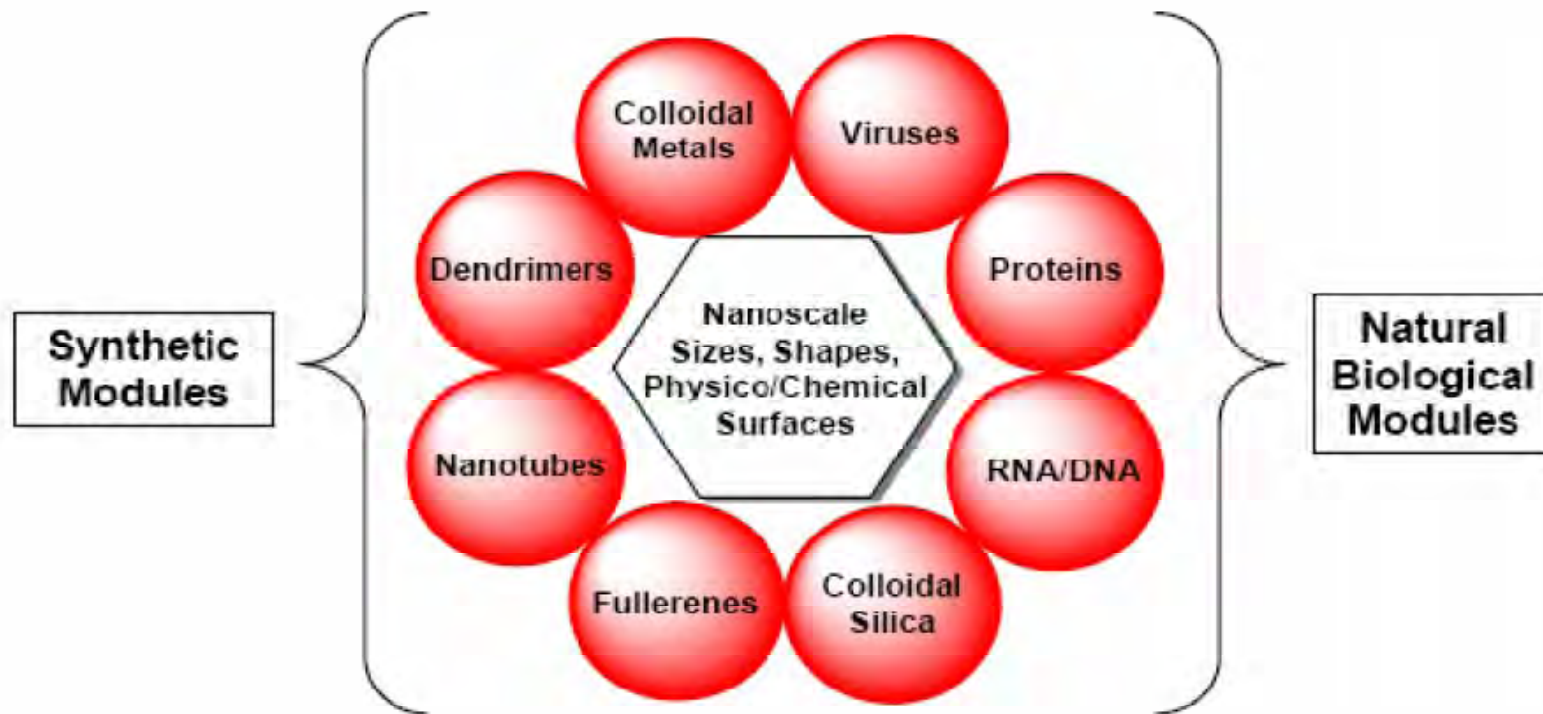 Colloidal
Metals
Viruses
Dendrimers
Proteins
Synthetic
Modules
Nanoscale
Sizes, Shapes,
Physico/Chemical
Surfaces
Natural
Biological
Modules
Nanotubes
RNA/DNA
Fullerenes
Colloidal
Silica